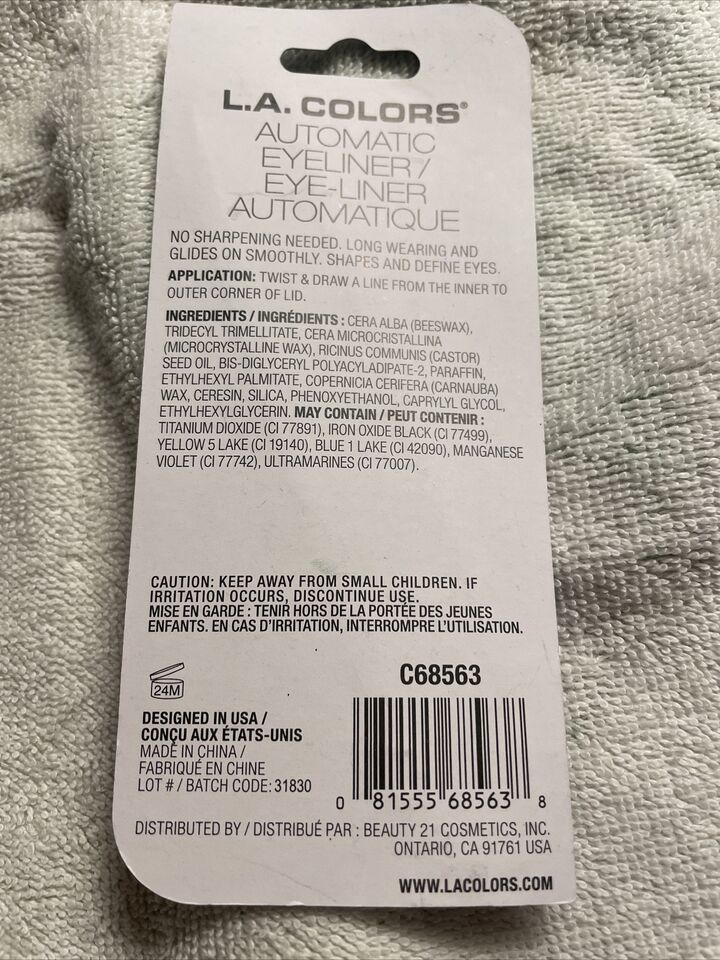 L.A. COLORS®
AUTOMATIC
EYELINER /
EYE-LINER
AUTOMATIQUE
NO SHARPENING NEEDED. LONG WEARING AND
GLIDES ON SMOOTHLY. SHAPES AND DEFINE EYES.
APPLICATION: TWIST & DRAW A LINE FROM THE INNER TO
OUTER CORNER OF LID.
INGREDIENTS / INGRÉDIENTS : CERA ALBA (BEESWAX),
TRIDECYL TRIMELLITATE, CERA MICROCRISTALLINA
(MICROCRYSTALLINE WAX), RICINUS COMMUNIS (CASTOR)
SEED OIL, BIS-DIGLYCERYL POLYACYLADIPATE-2, PARAFFIN,
ETHYLHEXYL PALMITATE, COPERNICIA CERIFERA (CARNAUBA)
WAX, CERESIN, SILICA, PHENOXYETHANOL, CAPRYLYL GLYCOL,
ETHYLHEXYLGLYCERIN. MAY CONTAIN / PEUT CONTENIR :
TITANIUM DIOXIDE (CI 77891), IRON OXIDE BLACK (CI 77499),
YELLOW 5 LAKE (CI 19140), BLUE 1 LAKE (CI 42090), MANGANESE
VIOLET (CI 77742), ULTRAMARINES (CI 77007).
CAUTION: KEEP AWAY FROM SMALL CHILDREN. IF
IRRITATION OCCURS, DISCONTINUE USE.
MISE EN GARDE : TENIR HORS DE LA PORTÉE DES JEUNES
ENFANTS. EN CAS D'IRRITATION, INTERROMPRE L'UTILISATION.
24M
C68563
DESIGNED IN USA /
CONÇU AUX ÉTATS-UNIS
MADE IN CHINA /
FABRIQUÉ EN CHINE
LOT # / BATCH CODE: 31830
0 81555 68563 8
DISTRIBUTED BY / DISTRIBUÉ PAR : BEAUTY 21 COSMETICS, INC.
ONTARIO, CA 91761 USA
WWW.LACOLORS.COM